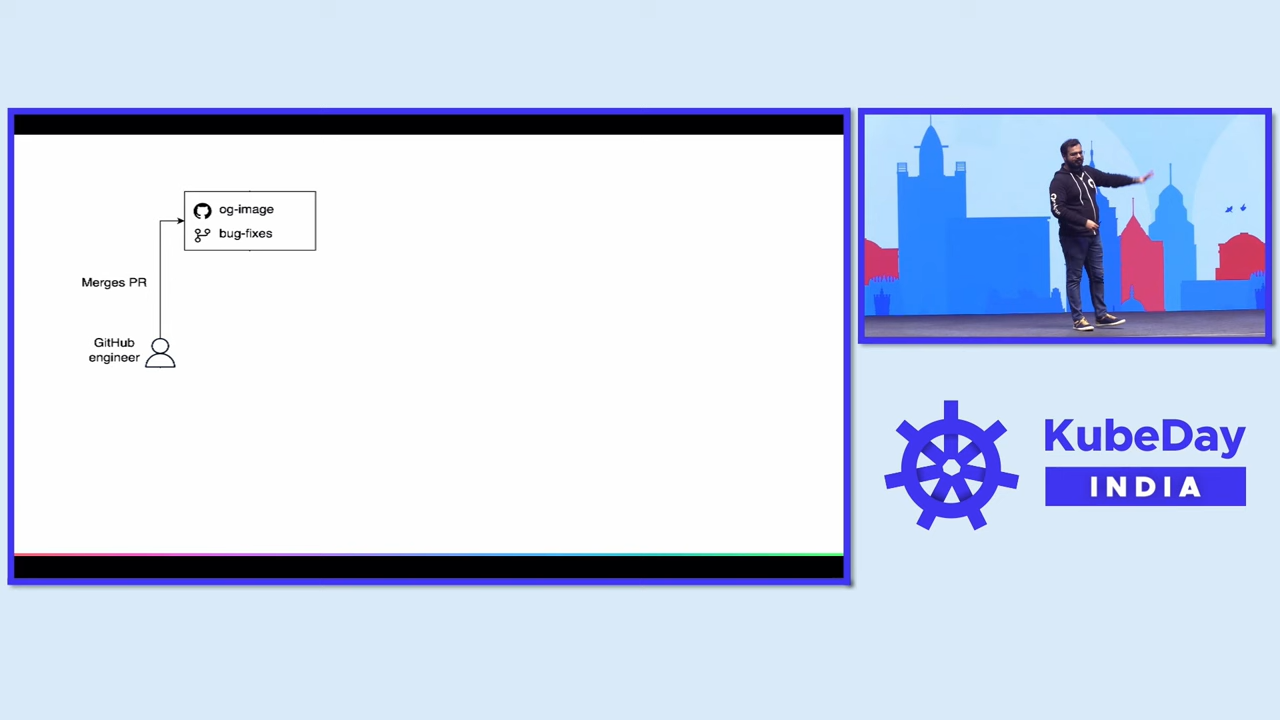 og-image
bug-fixes
Merges PR
GitHub
engineer
KubeDay
INDIA